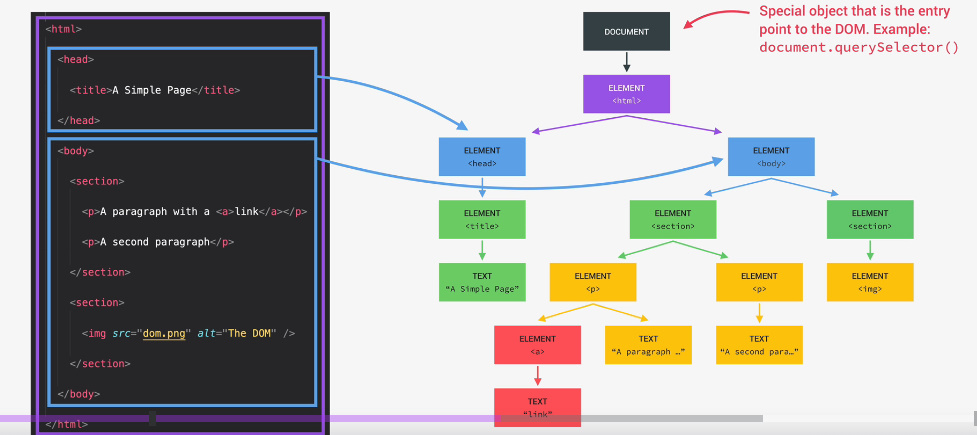 <html>
<head>
<title>A Simple Page</title>
</head>
<body>
<section>
<p>A paragraph with a <a>link</a></p>
<p>A second paragraph</p>
</section>
<section>
<img src="dom.png" alt="The DOM" />
</section>
</body>
</html>
Special object that is the entry
point to the DOM. Example:
document.querySelector()
DOCUMENT
ELEMENT
<html>
ELEMENT
<head>
ELEMENT
<body>
ELEMENT
<title>
ELEMENT
<section>
ELEMENT
<section>
TEXT
“A Simple Page”
ELEMENT
<p>
ELEMENT
<p>
ELEMENT
<img>
ELEMENT
<a>
TEXT
“A paragraph …”
TEXT
“A second para…”
TEXT
“link”